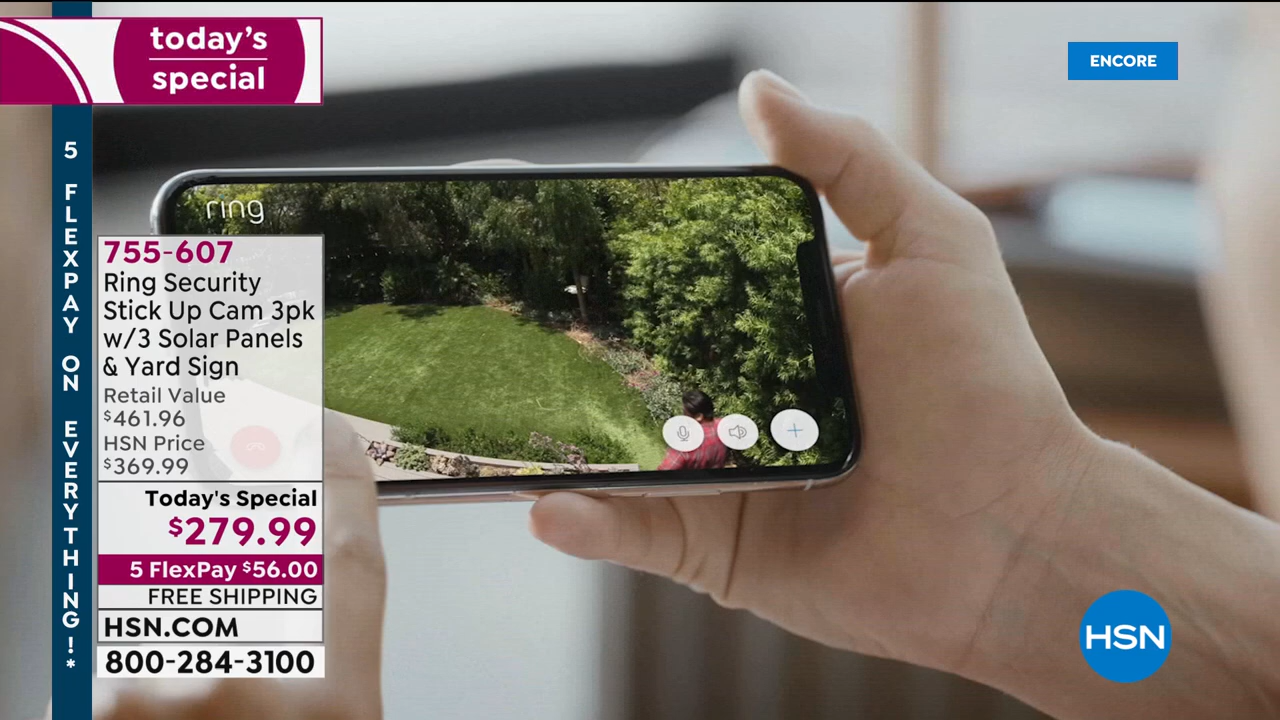 today's
special
ENCORE
5 FLEXPAY ON EVERYTHING!*
ring
755-607
Ring Security
Stick Up Cam 3pk
w/3 Solar Panels
& Yard Sign
Retail Value
$461.96
HSN Price
$369.99
Today's Special
$279.99
5 FlexPay $56.00
FREE SHIPPING
HSN.COM
800-284-3100
HSN